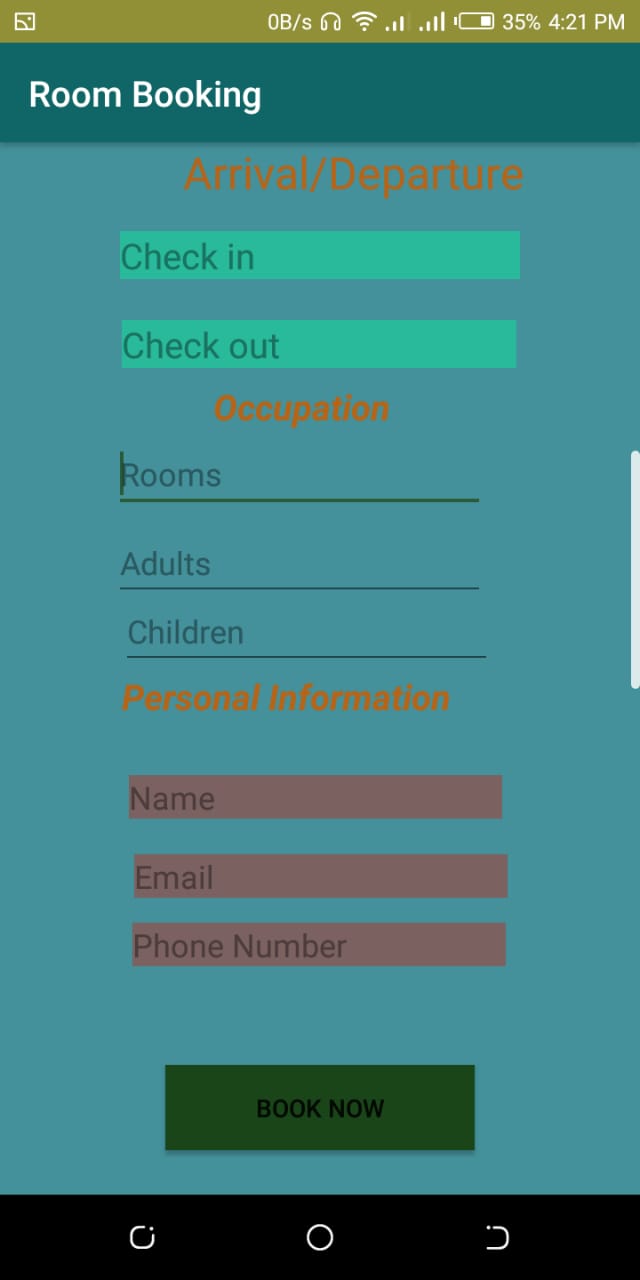 0B/s 35% 4:21 PM
Room Booking
Arrival/Departure
Check in
Check out
Occupation
Rooms
Adults
Children
Personal Information
Name
Email
Phone Number
BOOK NOW